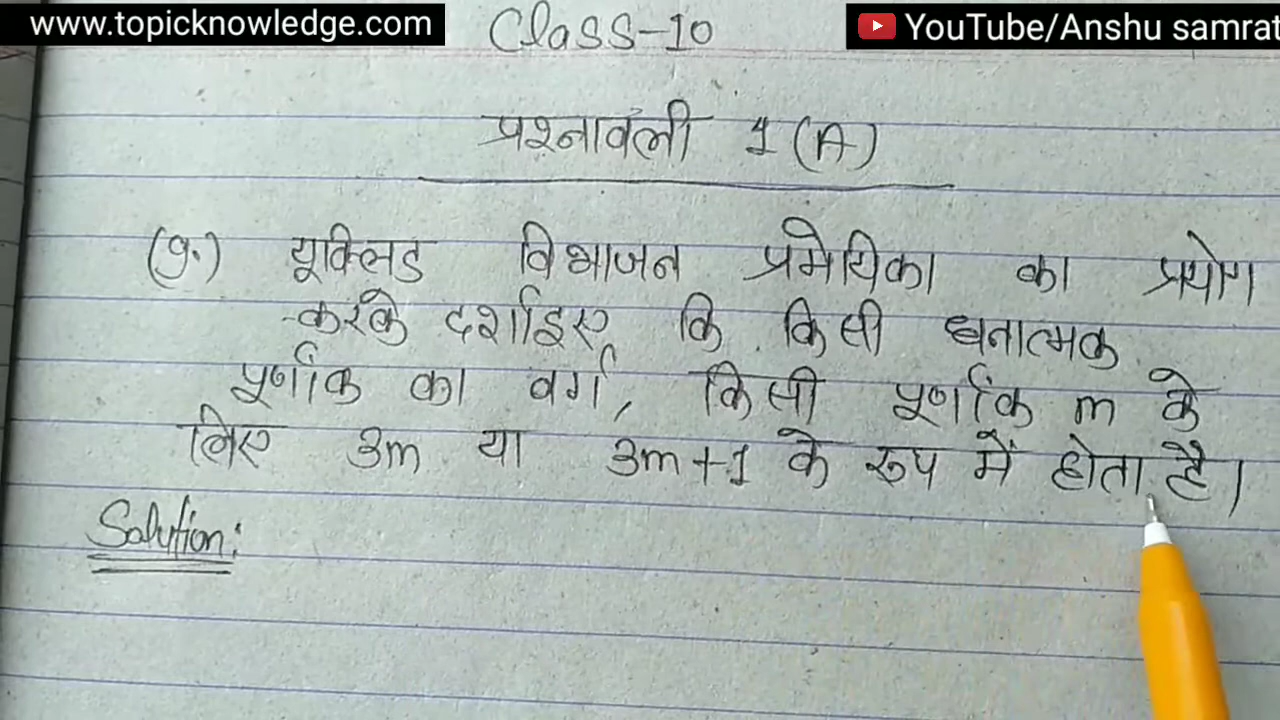 www.topicknowledge.com
Class-10
YouTube/Anshu samrat
प्रश्नावली 1 (A)
(9.) यूक्लिड विभाजन प्रमेयिका का प्रयोग
करके दर्शाइए कि किसी धनात्मक
पूर्णांक का वर्ग, किसी पूर्णांक m के
लिए 3m या 3m+1 के रूप में होता है।
Solution: